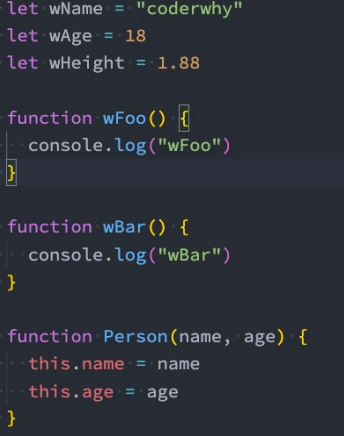 let wName = "coderwhy"
let wAge = 18
let wHeight = 1.88

function wFoo() {
  console.log("wFoo")
}

function wBar() {
  console.log("wBar")
}

function Person(name, age) {
  this.name = name
  this.age = age
}